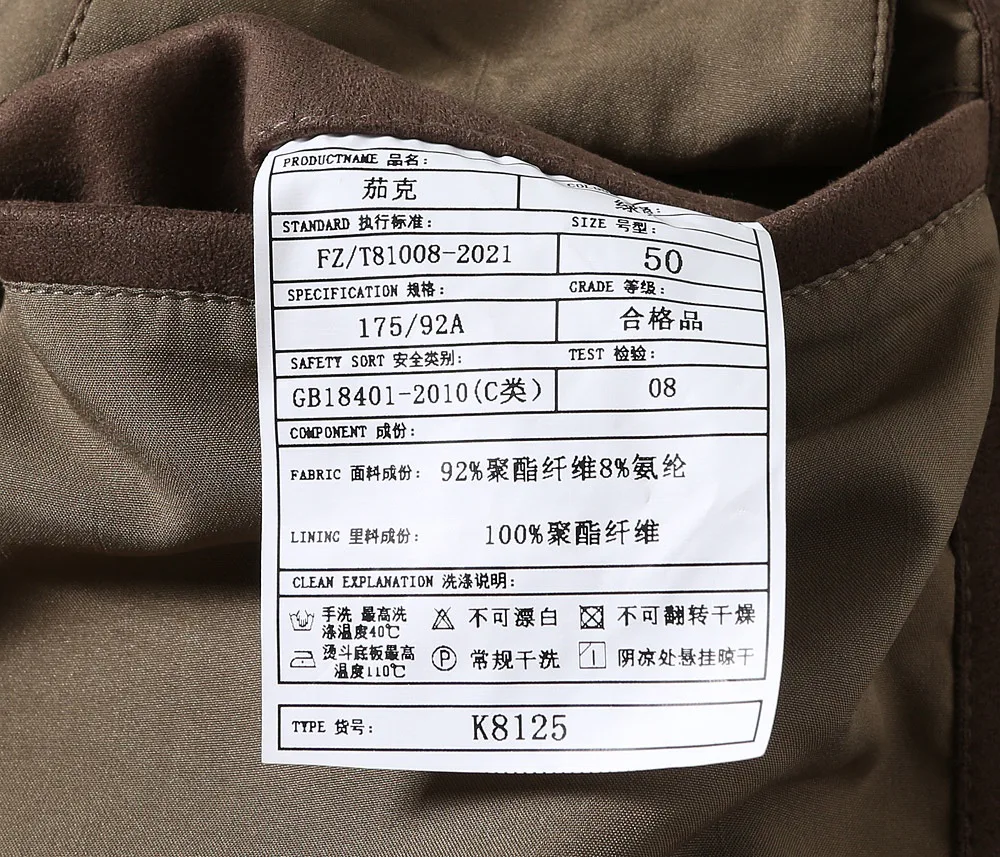 PRODUCTNAME 品名:
茄克
STANDARD 执行标准: SIZE 号型:
FZ/T81008-2021 50
SPECIFICATION 规格: GRADE 等级:
175/92A 合格品
SAFETY SORT 安全类别: TEST 检验:
GB18401-2010(C类) 08
COMPONENT 成份:
FABRIC 面料成份: 92%聚酯纤维8%氨纶
LININC 里料成份: 100%聚酯纤维
CLEAN EXPLANATION 洗涤说明:
手洗 最高洗
涤温度40℃
不可漂白
不可翻转干燥
烫斗底板最高
温度110℃
P
常规干洗
阴凉处悬挂晾干
TYPE 货号: K8125